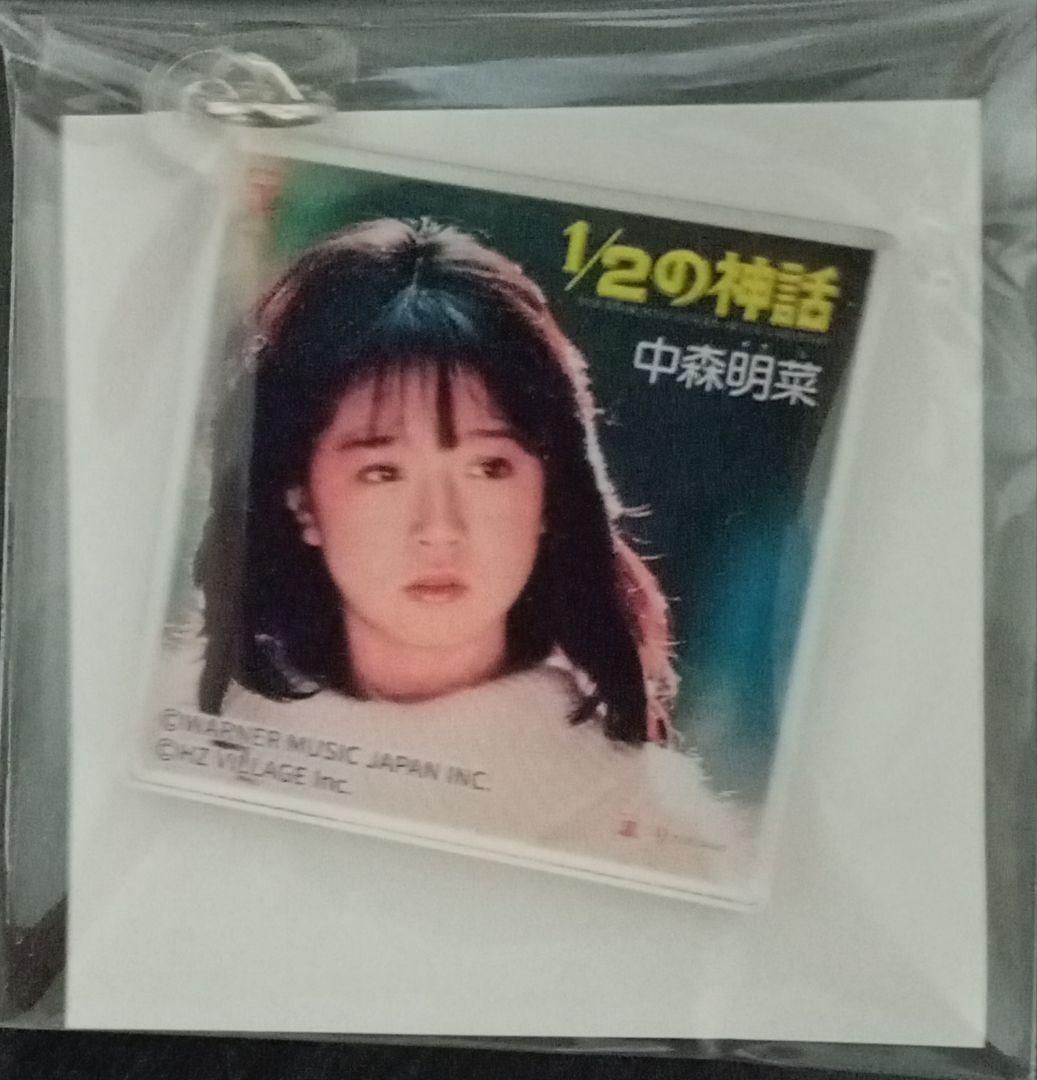 1/2の神話
中森明菜
©WARNER MUSIC JAPAN INC.
©HZ VILLAGE Inc.